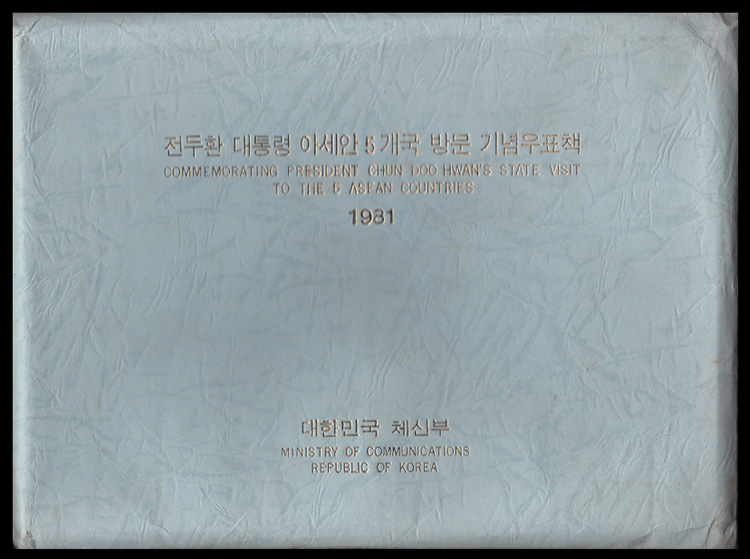 전두환 대통령 아세안 5개국 방문 기념우표책
COMMEMORATING PRESIDENT CHUN DOO HWAN'S STATE VISIT
TO THE 5 ASEAN COUNTRIES
1981
대한민국 체신부
MINISTRY OF COMMUNICATIONS
REPUBLIC OF KOREA